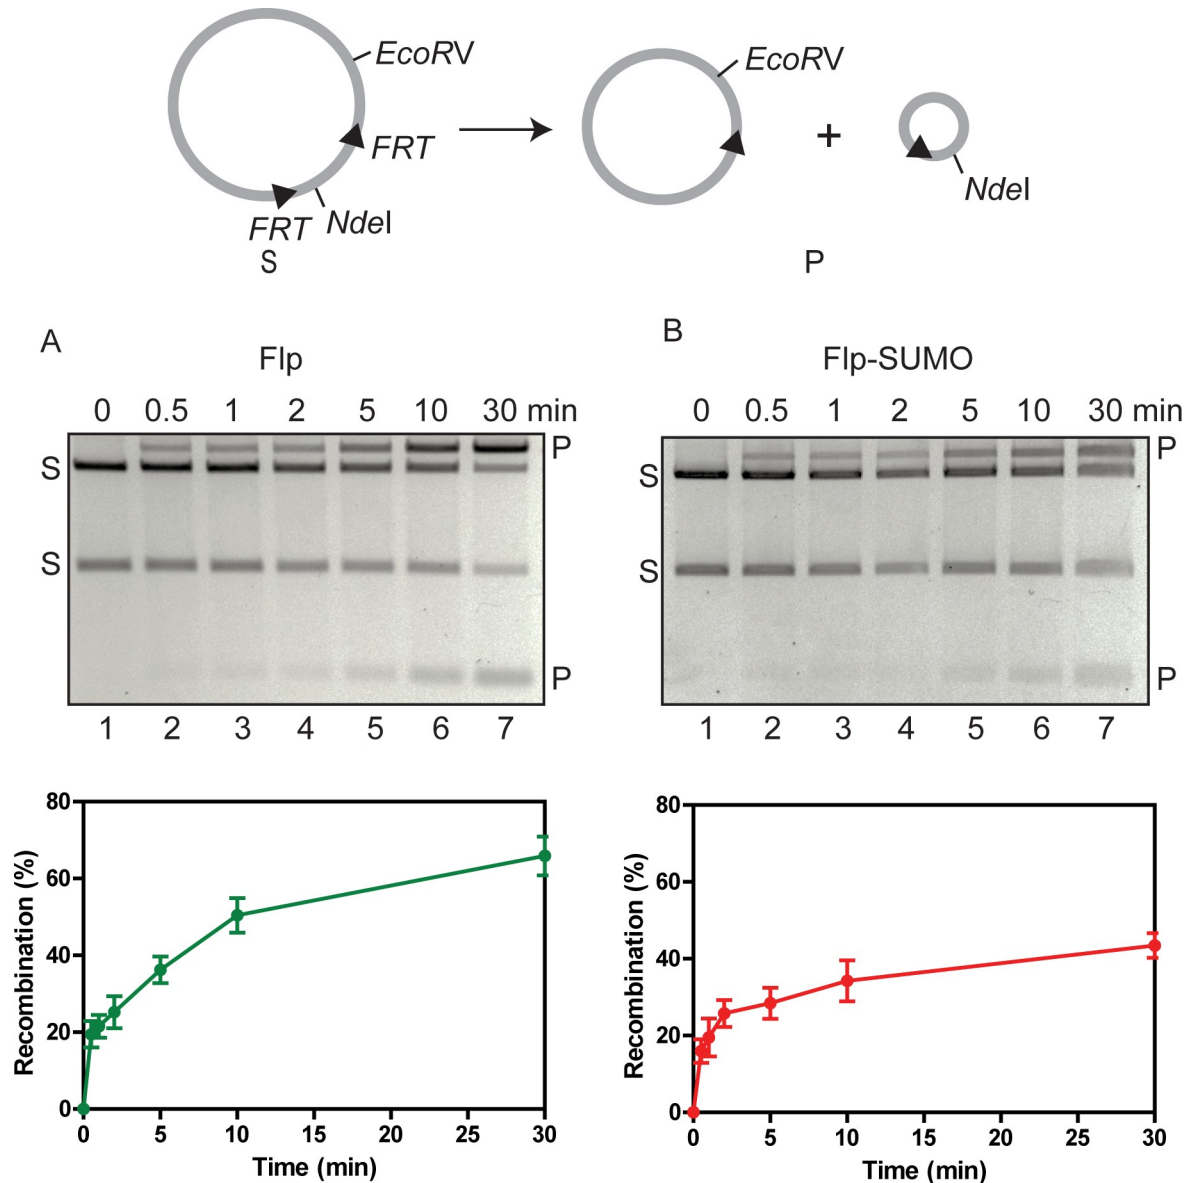 EcoRV
EcoRV
FRT
FRT
NdeI
+
NdeI
S
P
A
Flp
0 0.5 1 2 5 10 30 min
S
S
P
P
1 2 3 4 5 6 7
B
Flp-SUMO
0 0.5 1 2 5 10 30 min
S
S
P
P
1 2 3 4 5 6 7
Recombination (%)
80
60
40
20
0
0 5 10 15 20 25 30
Time (min)
Recombination (%)
80
60
40
20
0
0 5 10 15 20 25 30
Time (min)